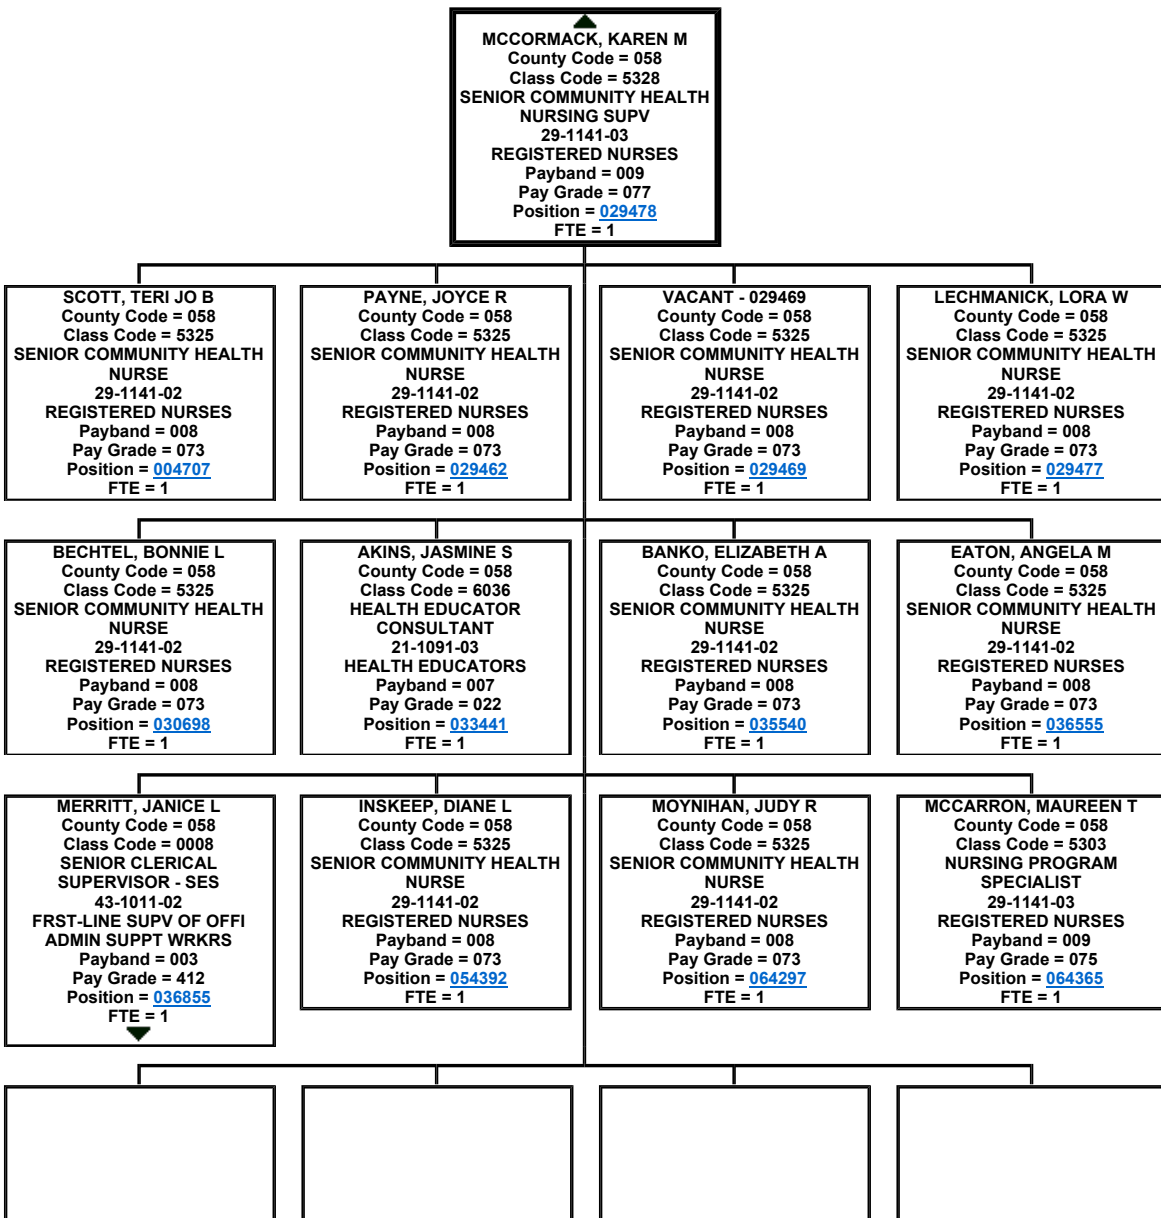 MCCORMACK, KAREN M
County Code = 058
Class Code = 5328
SENIOR COMMUNITY HEALTH
NURSING SUPV
29-1141-03
REGISTERED NURSES
Payband = 009
Pay Grade = 077
Position = 029478
FTE = 1
SCOTT, TERI JO B
County Code = 058
Class Code = 5325
SENIOR COMMUNITY HEALTH
NURSE
29-1141-02
REGISTERED NURSES
Payband = 008
Pay Grade = 073
Position = 004707
FTE = 1
PAYNE, JOYCE R
County Code = 058
Class Code = 5325
SENIOR COMMUNITY HEALTH
NURSE
29-1141-02
REGISTERED NURSES
Payband = 008
Pay Grade = 073
Position = 029462
FTE = 1
VACANT - 029469
County Code = 058
Class Code = 5325
SENIOR COMMUNITY HEALTH
NURSE
29-1141-02
REGISTERED NURSES
Payband = 008
Pay Grade = 073
Position = 029469
FTE = 1
LECHMANICK, LORA W
County Code = 058
Class Code = 5325
SENIOR COMMUNITY HEALTH
NURSE
29-1141-02
REGISTERED NURSES
Payband = 008
Pay Grade = 073
Position = 029477
FTE = 1
BECHTEL, BONNIE L
County Code = 058
Class Code = 5325
SENIOR COMMUNITY HEALTH
NURSE
29-1141-02
REGISTERED NURSES
Payband = 008
Pay Grade = 073
Position = 030698
FTE = 1
AKINS, JASMINE S
County Code = 058
Class Code = 6036
HEALTH EDUCATOR
CONSULTANT
21-1091-03
HEALTH EDUCATORS
Payband = 007
Pay Grade = 022
Position = 033441
FTE = 1
BANKO, ELIZABETH A
County Code = 058
Class Code = 5325
SENIOR COMMUNITY HEALTH
NURSE
29-1141-02
REGISTERED NURSES
Payband = 008
Pay Grade = 073
Position = 035540
FTE = 1
EATON, ANGELA M
County Code = 058
Class Code = 5325
SENIOR COMMUNITY HEALTH
NURSE
29-1141-02
REGISTERED NURSES
Payband = 008
Pay Grade = 073
Position = 036555
FTE = 1
MERRITT, JANICE L
County Code = 058
Class Code = 0008
SENIOR CLERICAL
SUPERVISOR - SES
43-1011-02
FRST-LINE SUPV OF OFFI
ADMIN SUPPT WRKRS
Payband = 003
Pay Grade = 412
Position = 036855
FTE = 1
INSKEEP, DIANE L
County Code = 058
Class Code = 5325
SENIOR COMMUNITY HEALTH
NURSE
29-1141-02
REGISTERED NURSES
Payband = 008
Pay Grade = 073
Position = 054392
FTE = 1
MOYNIHAN, JUDY R
County Code = 058
Class Code = 5325
SENIOR COMMUNITY HEALTH
NURSE
29-1141-02
REGISTERED NURSES
Payband = 008
Pay Grade = 073
Position = 064297
FTE = 1
MCCARRON, MAUREEN T
County Code = 058
Class Code = 5303
NURSING PROGRAM
SPECIALIST
29-1141-03
REGISTERED NURSES
Payband = 009
Pay Grade = 075
Position = 064365
FTE = 1